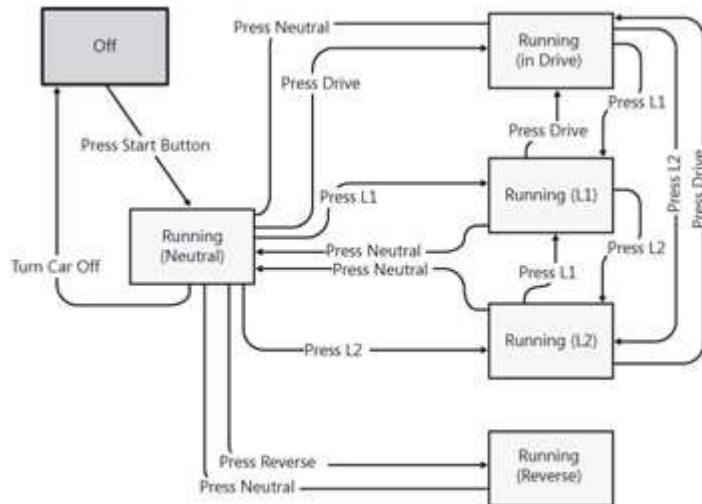 Off
Press Neutral
Running
(in Drive)
Press Drive
Press L1
Press Start Button
Press Drive
Press L2
Press Drive
Press L1
Running (L1)
Running
(Neutral)
Press Neutral
Press L2
Turn Car Off
Press Neutral
Press L1
Press L2
Running (L2)
Press Reverse
Running
(Reverse)
Press Neutral